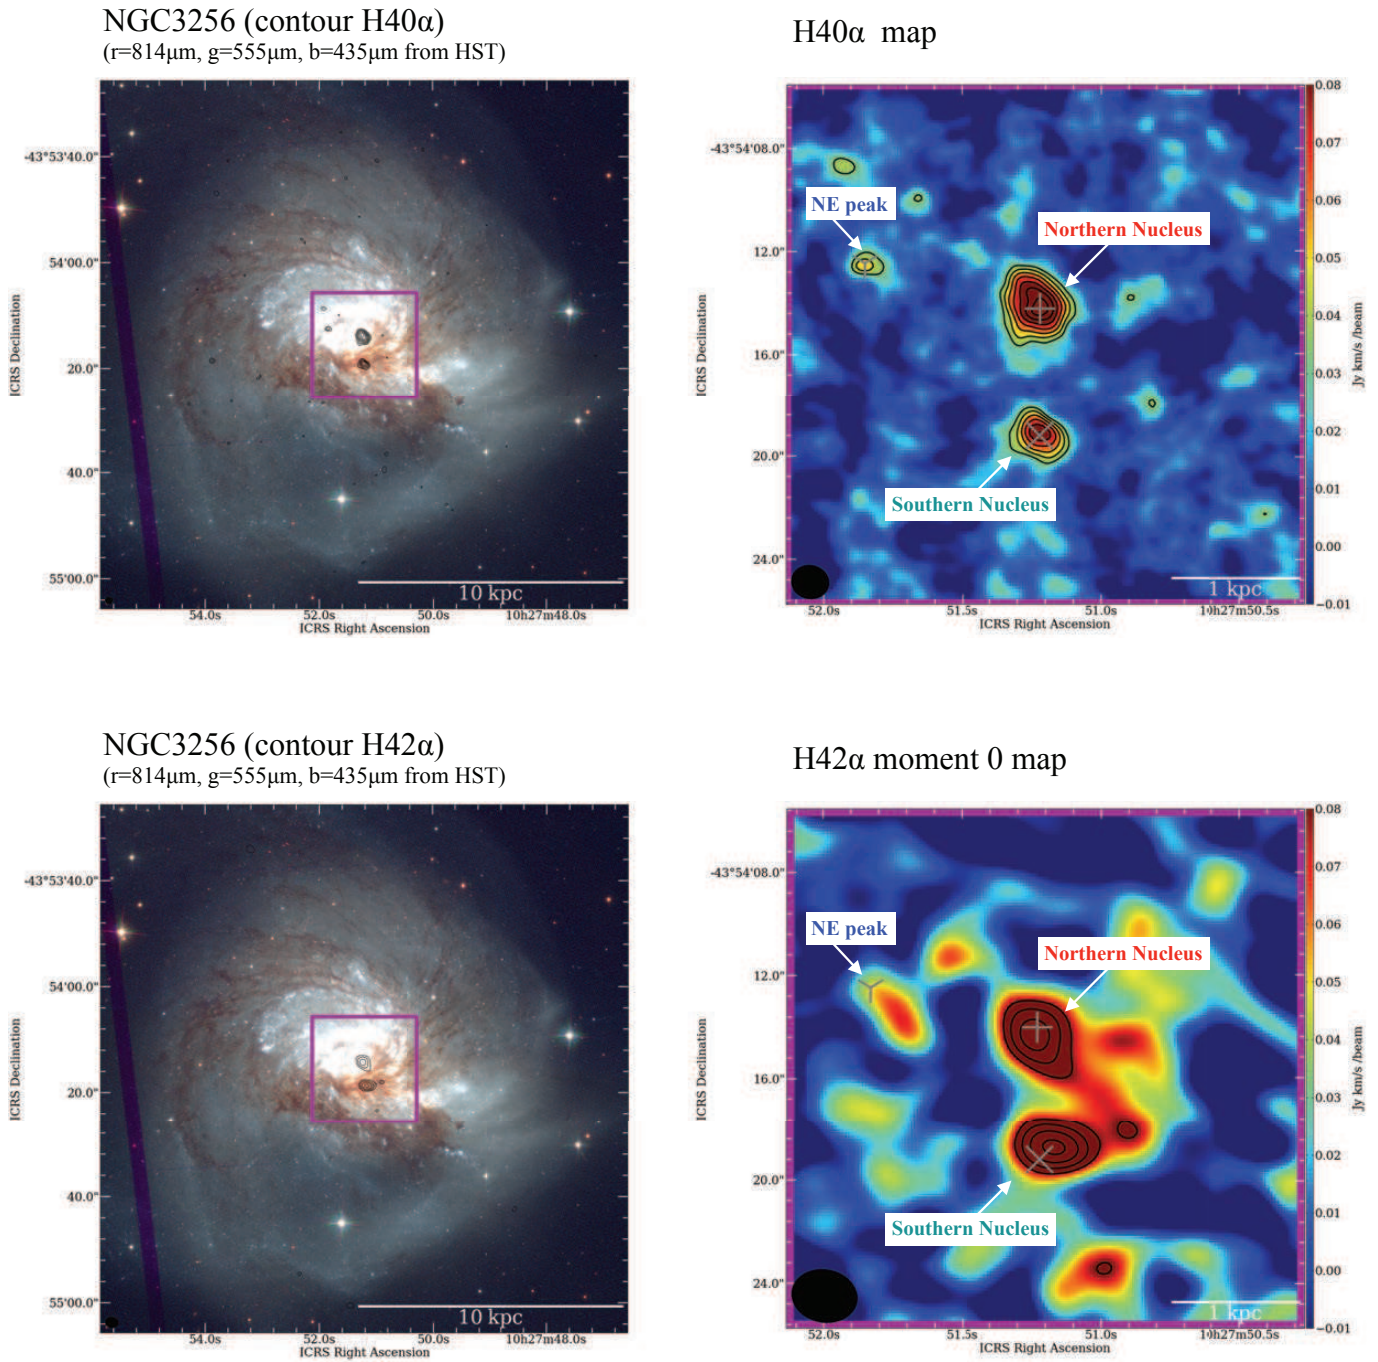 NGC3256 (contour H40α)
(r=814μm, g=555μm, b=435μm from HST)
-43°53'40.0"
54'00.0"
20.0"
40.0"
55'00.0"
ICRS Declination
10 kpc
54.0s 52.0s 50.0s 10h27m48.0s
ICRS Right Ascension
H40α map
-43°54'08.0"
12.0"
16.0"
20.0"
24.0"
ICRS Declination
NE peak
Northern Nucleus
Southern Nucleus
1 kpc
52.0s 51.5s 51.0s 10h27m50.5s
ICRS Right Ascension
0.08
0.07
0.06
0.05
0.04
0.03
0.02
0.01
0.00
−0.01
Jy km/s /beam
NGC3256 (contour H42α)
(r=814μm, g=555μm, b=435μm from HST)
-43°53'40.0"
54'00.0"
20.0"
40.0"
55'00.0"
ICRS Declination
10 kpc
54.0s 52.0s 50.0s 10h27m48.0s
ICRS Right Ascension
H42α moment 0 map
-43°54'08.0"
12.0"
16.0"
20.0"
24.0"
ICRS Declination
NE peak
Northern Nucleus
Southern Nucleus
1 kpc
52.0s 51.5s 51.0s 10h27m50.5s
ICRS Right Ascension
0.08
0.07
0.06
0.05
0.04
0.03
0.02
0.01
0.00
−0.01
Jy km/s /beam